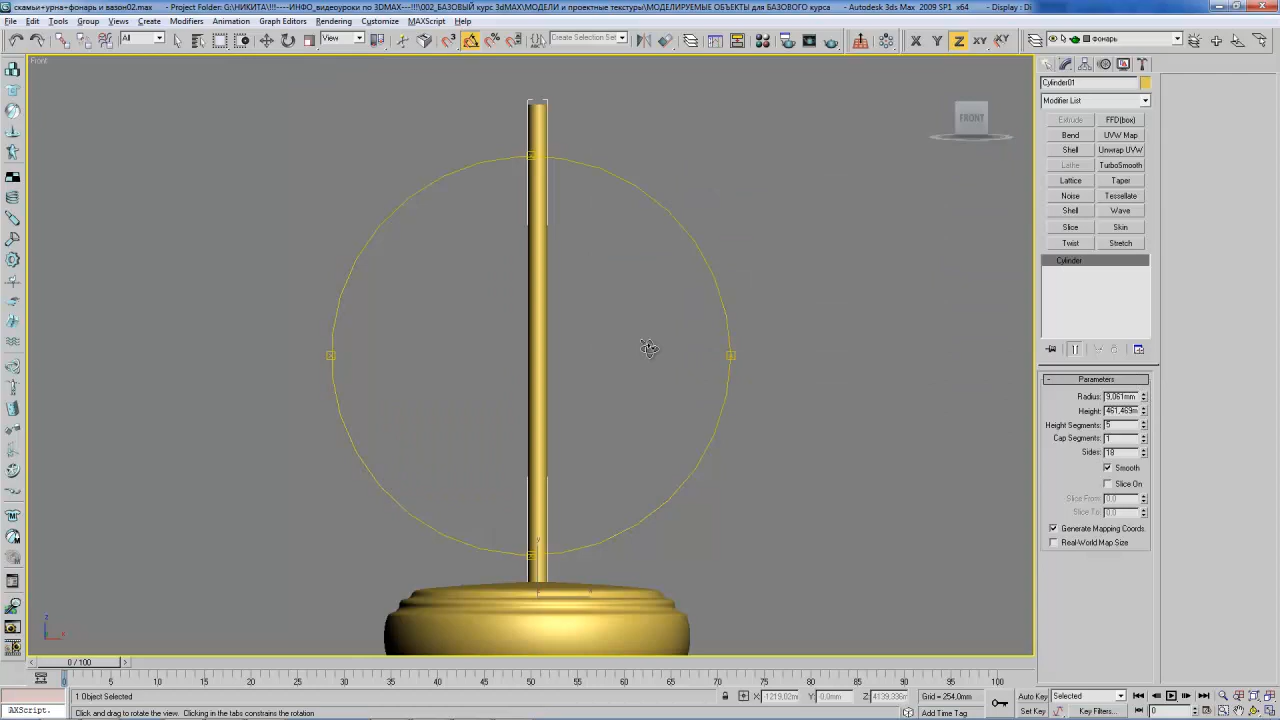 скамьи+урна+фонарь и вазон02.max - Project Folder: G:\НИКИТА\!!!----ИНФО_видеоуроки по 3DMAX---!!!\002_БАЗОВЫЙ курс 3dMAX\МОДЕЛИ и проектные текстуры\МОДЕЛИРУЕМЫЕ ОБЪЕКТЫ для БАЗОВОГО курса - Autodesk 3ds Max 2009 SP1 x64 - Display : Di
File Edit Tools Group Views Create Modifiers Animation Graph Editors Rendering Customize MAXScript Help
All View Create Selection Set X Y Z XY XY фонарь
Front
FRONT
Cylinder01
Modifier List
Extrude FFD(box)
Bend UVW Map
Shell Unwrap UVW
Lathe TurboSmooth
Lattice Taper
Noise Tessellate
Shell Wave
Slice Skin
Twist Stretch
Cylinder
- Parameters
Radius: 9,061mm
Height: 461,469m
Height Segments: 5
Cap Segments: 1
Sides: 18
Smooth
Slice On
Slice From: 0.0
Slice To: 0.0
Generate Mapping Coords.
Real-World Map Size
z
x
y
x
< 0 / 100 >
0 5 10 15 20 25 30 35 40 45 50 55 60 65 70 75 80 85 90 95 100
1 Object Selected X: -1219,02m Y: 0,0mm Z: 4139,336m Grid = 254,0mm Auto Key Selected
AXScript. Click and drag to rotate the view. Clicking in the tabs constrains the rotation Add Time Tag Set Key Key Filters... 0